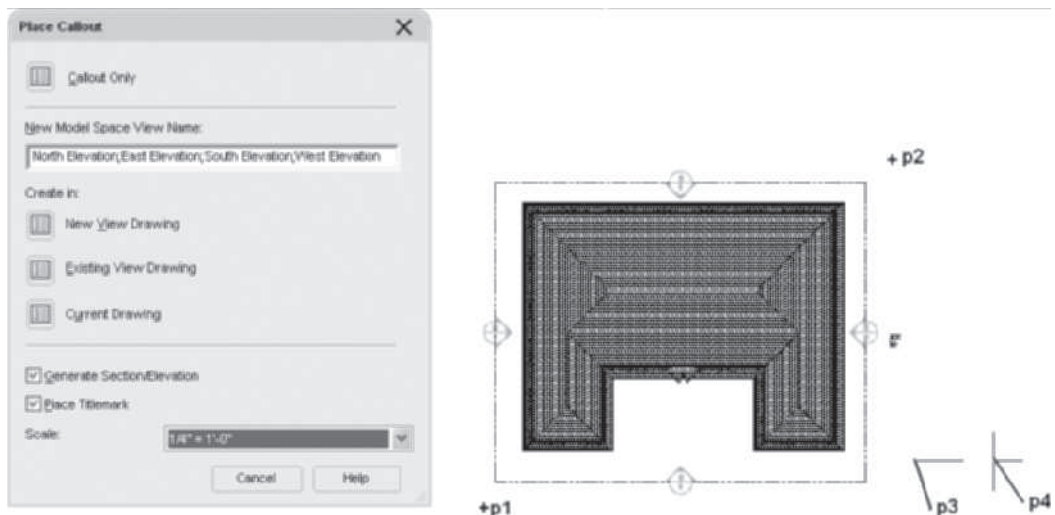 Place Callout
Callout Only
New Model Space View Name:
North Elevation;East Elevation;South Elevation;West Elevation
Create in:
New View Drawing
Existing View Drawing
Current Drawing
Generate Section/Elevation
Place Titlemark
Scale:
1/4" = 1'-0"
Cancel
Help
+p2
+p1
p3
p4